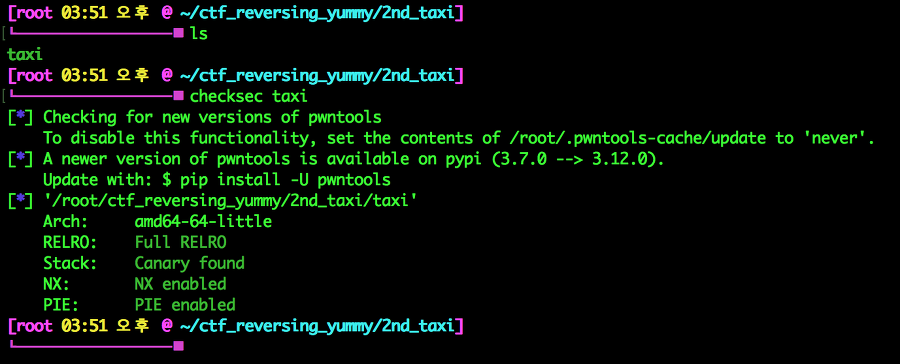 [root 03:51 오후 @ ~/ctf_reversing_yummy/2nd_taxi]
ls
taxi
[root 03:51 오후 @ ~/ctf_reversing_yummy/2nd_taxi]
checksec taxi
[*] Checking for new versions of pwntools
To disable this functionality, set the contents of /root/.pwntools-cache/update to 'never'.
[*] A newer version of pwntools is available on pypi (3.7.0 --> 3.12.0).
Update with: $ pip install -U pwntools
[*] '/root/ctf_reversing_yummy/2nd_taxi/taxi'
Arch: amd64-64-little
RELRO: Full RELRO
Stack: Canary found
NX: NX enabled
PIE: PIE enabled
[root 03:51 오후 @ ~/ctf_reversing_yummy/2nd_taxi]